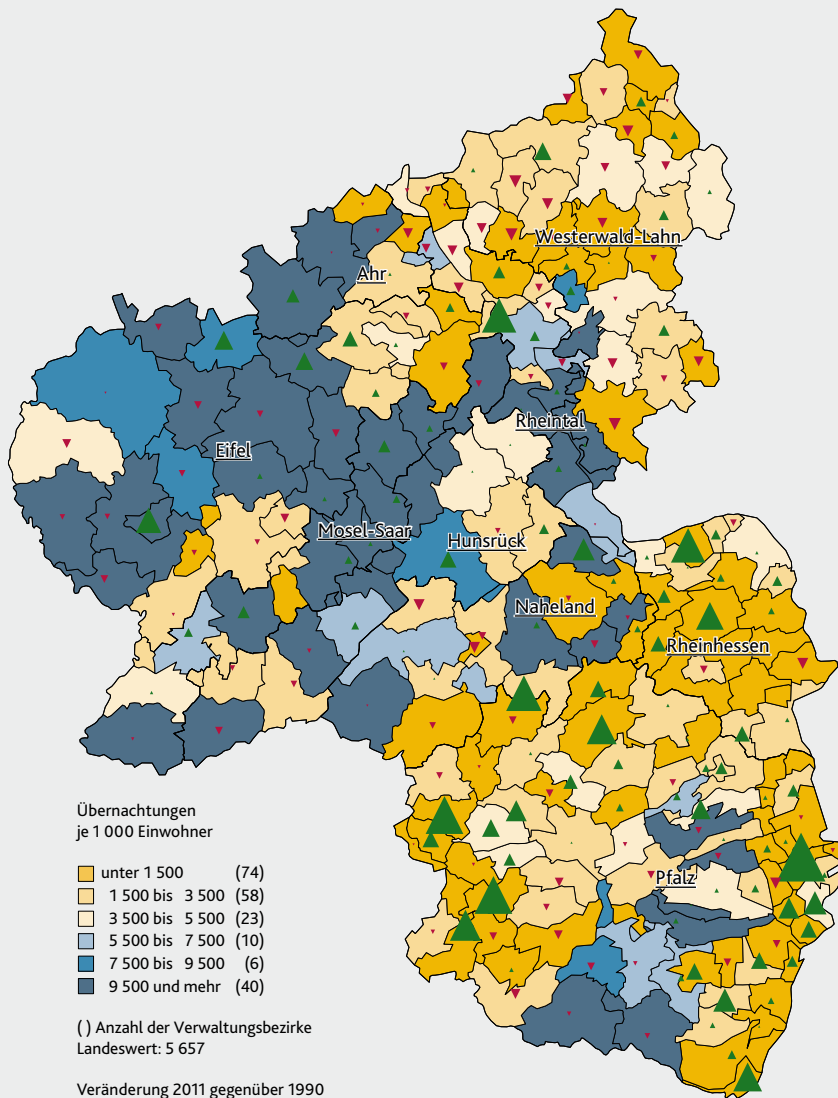 Westerwald-Lahn
Ahr
Rheintal
Eifel
Mosel-Saar
Hunsrück
Naheland
Rheinhessen
Pfalz
Übernachtungen
je 1 000 Einwohner
unter 1 500 (74)
1 500 bis 3 500 (58)
3 500 bis 5 500 (23)
5 500 bis 7 500 (10)
7 500 bis 9 500 (6)
9 500 und mehr (40)
( ) Anzahl der Verwaltungsbezirke
Landeswert: 5 657
Veränderung 2011 gegenüber 1990